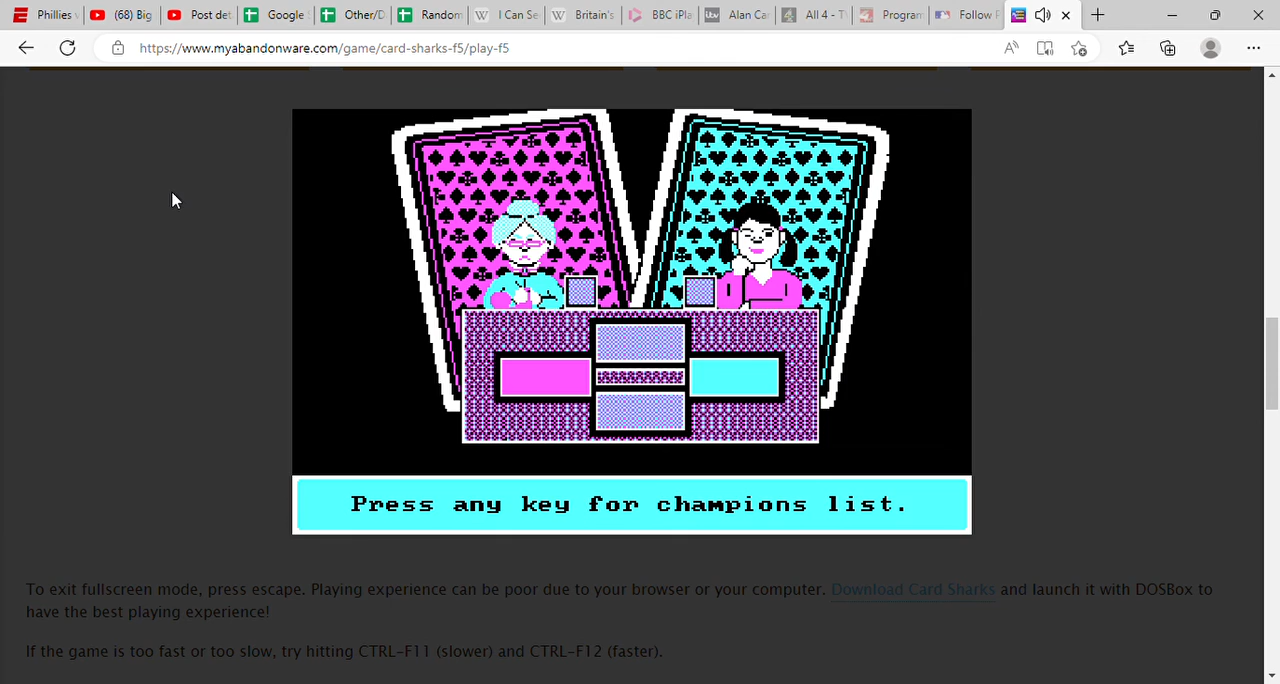 Phillies
(68) Big
Post det
Google
Other/D
Random
I Can Se
Britain's
BBC iPla
Alan Ca
All 4 - T
Program
Follow
https://www.myabandonware.com/game/card-sharks-f5/play-f5
Press any key for champions list.
To exit fullscreen mode, press escape. Playing experience can be poor due to your browser or your computer. Download Card Sharks and launch it with DOSBox to
have the best playing experience!
If the game is too fast or too slow, try hitting CTRL-F11 (slower) and CTRL-F12 (faster).